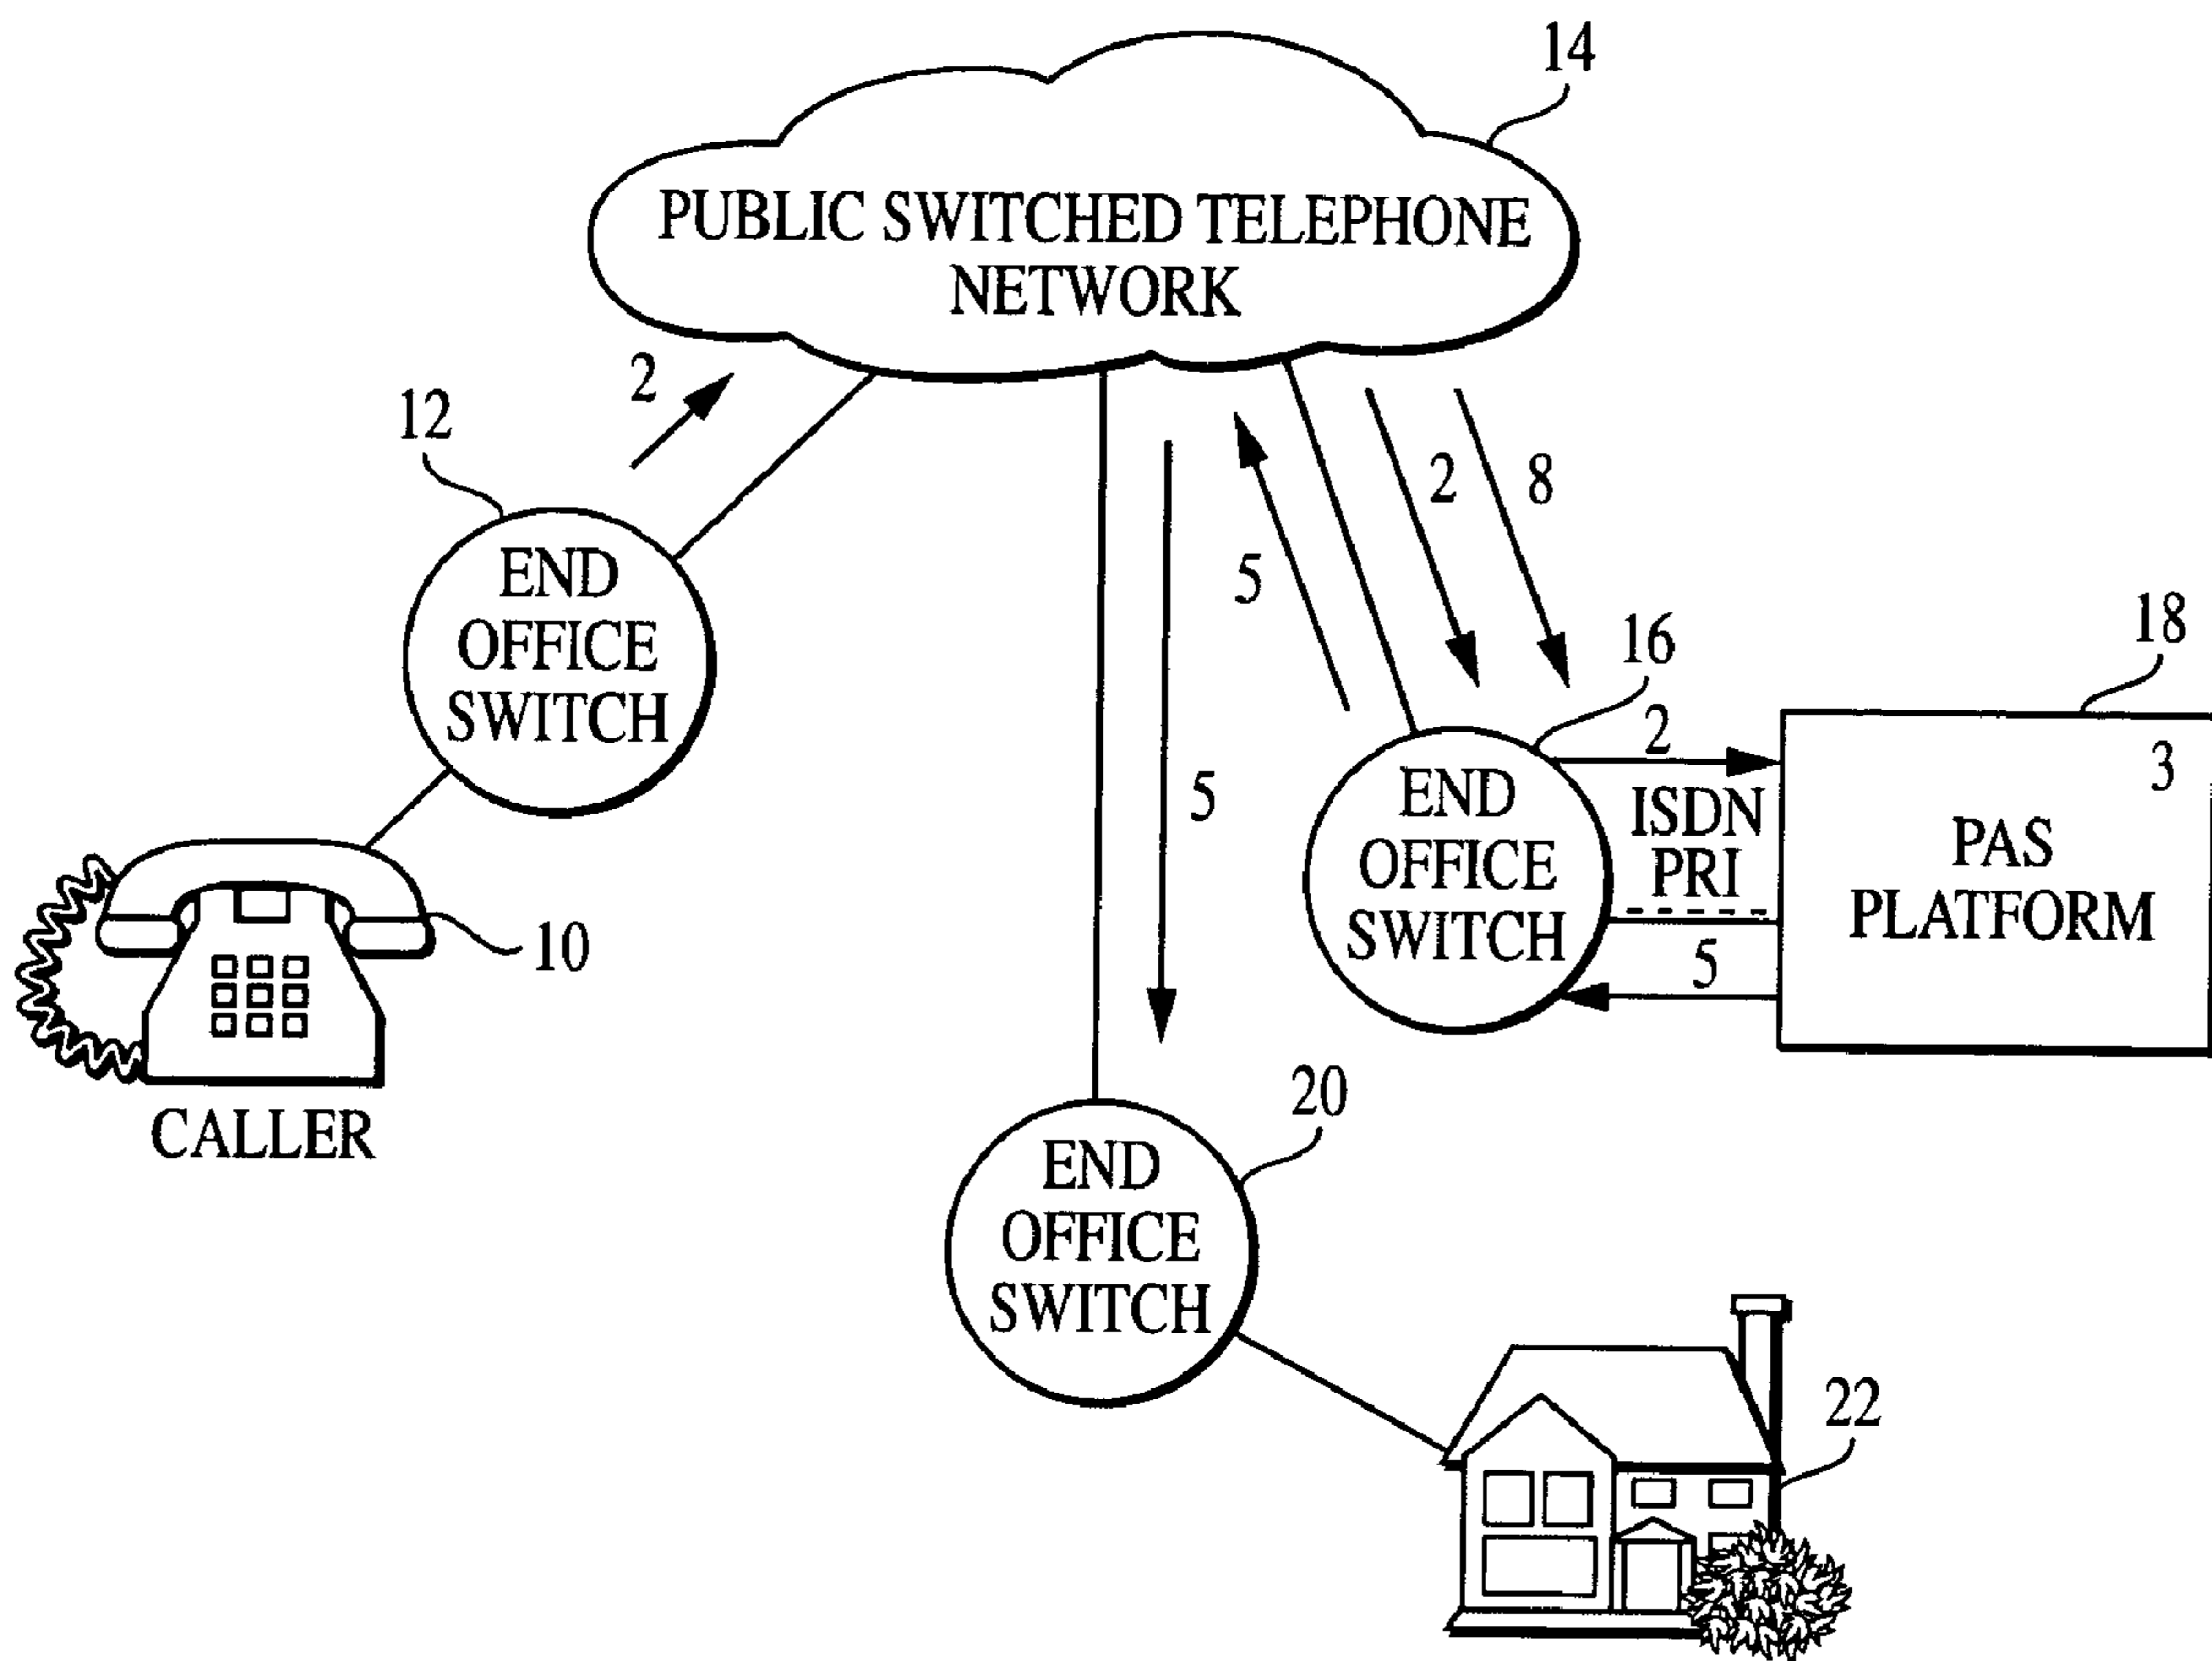 14
PUBLIC SWITCHED TELEPHONE
NETWORK
2
12
2
8
5
END
OFFICE
SWITCH
16
18
2
3
END
OFFICE
SWITCH
ISDN
PRI
PAS
PLATFORM
5
5
10
CALLER
20
END
OFFICE
SWITCH
22